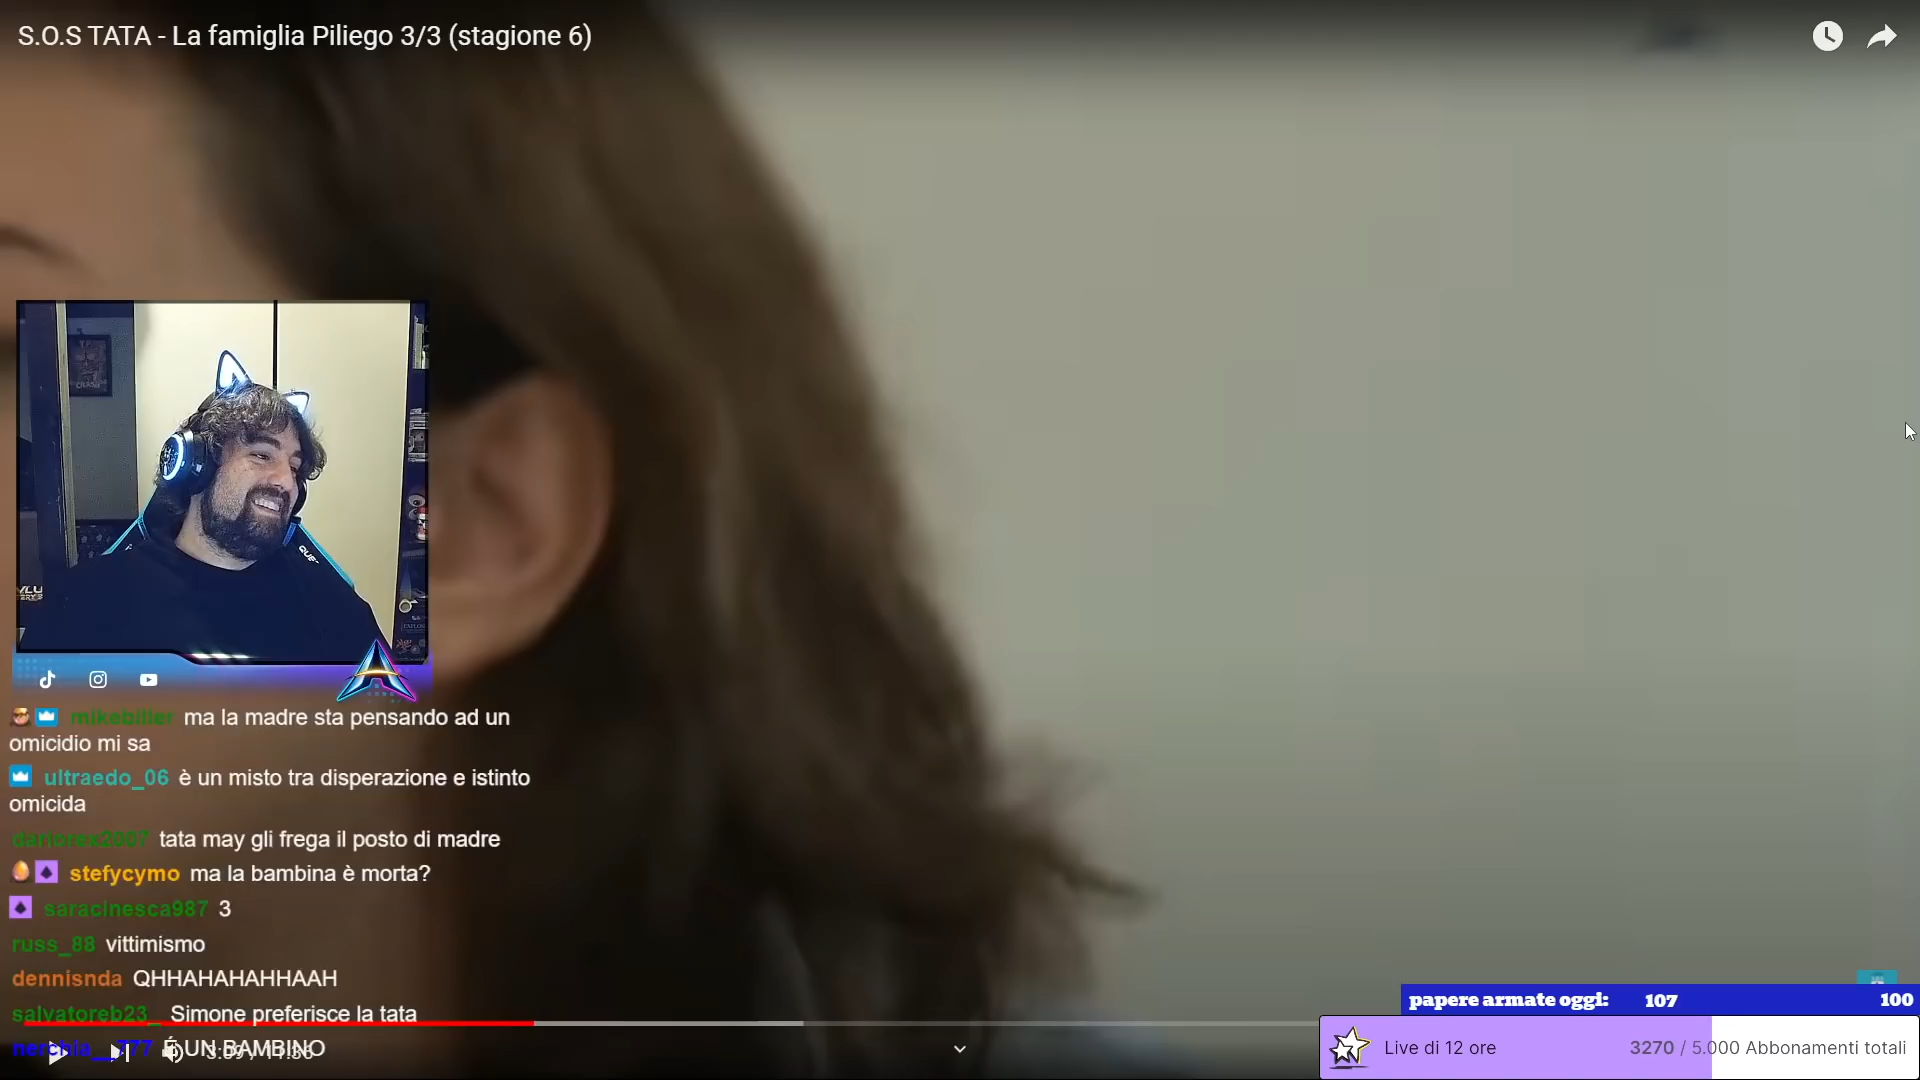 S.O.S TATA - La famiglia Piliego 3/3 (stagione 6)
mikebiller ma la madre sta pensando ad un
omicidio mi sa
ultraedo_06 è un misto tra disperazione e istinto
omicida
dariorex2007 tata may gli frega il posto di madre
stefycymo ma la bambina è morta?
saracinesca987 3
russ_88 vittimismo
dennisnda QHHAHAHAHHAAH
salvatoreb23_ Simone preferisce la tata
È UN BAMBINO
papere armate oggi: 107 100
Live di 12 ore 3270 / 5.000 Abbonamenti totali